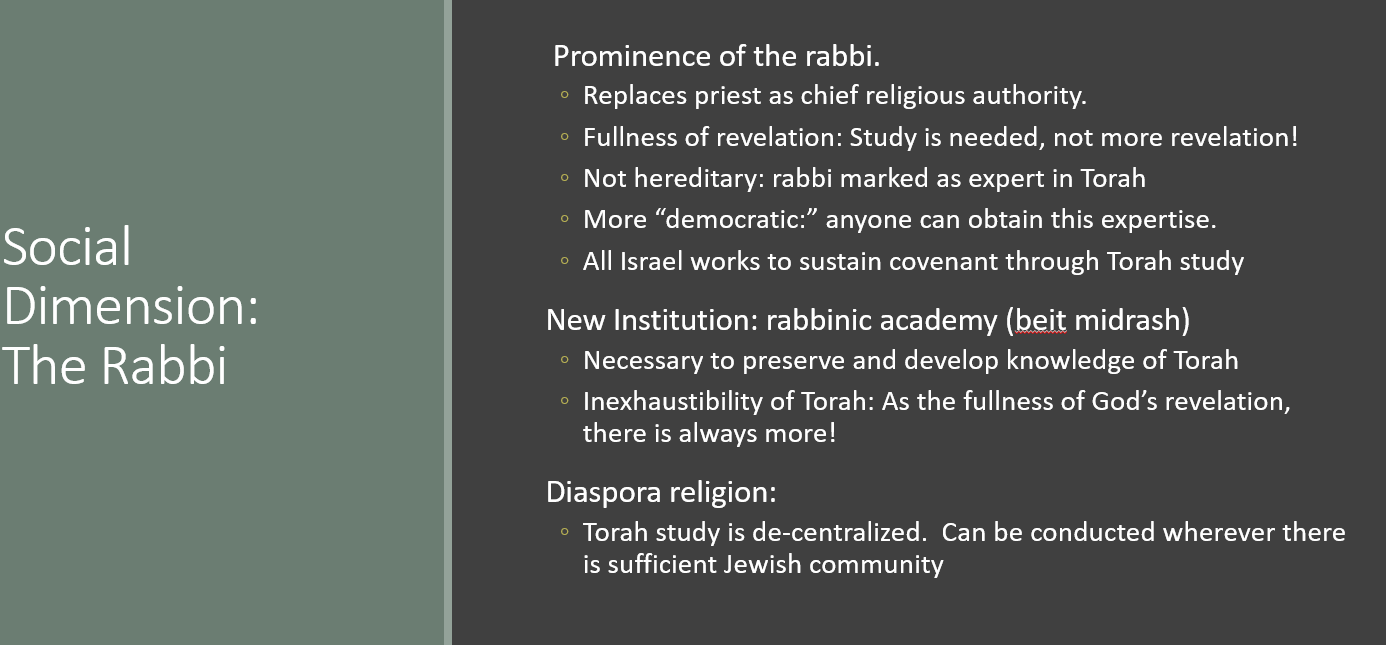 Social
Dimension:
The Rabbi
Prominence of the rabbi.
◦ Replaces priest as chief religious authority.
◦ Fullness of revelation: Study is needed, not more revelation!
◦ Not hereditary: rabbi marked as expert in Torah
◦ More “democratic:” anyone can obtain this expertise.
◦ All Israel works to sustain covenant through Torah study
New Institution: rabbinic academy (beit midrash)
◦ Necessary to preserve and develop knowledge of Torah
◦ Inexhaustibility of Torah: As the fullness of God’s revelation,
there is always more!
Diaspora religion:
◦ Torah study is de-centralized.  Can be conducted wherever there
is sufficient Jewish community